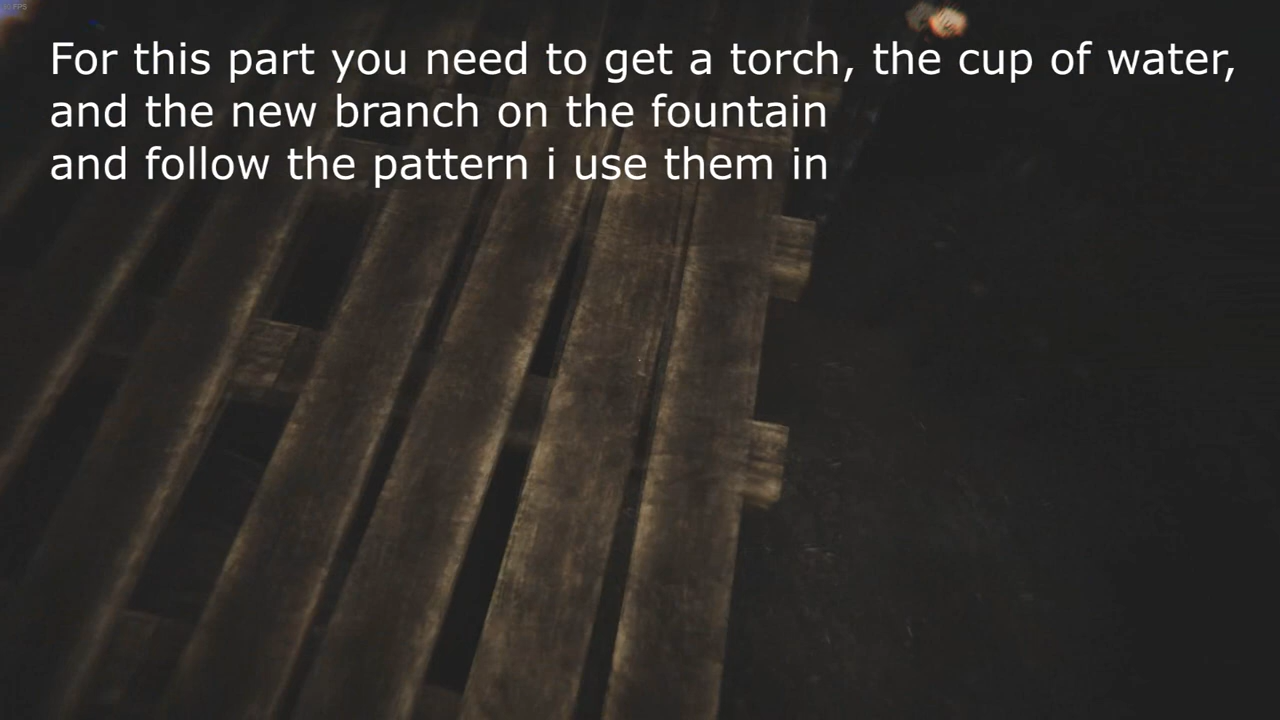 For this part you need to get a torch, the cup of water,
and the new branch on the fountain
and follow the pattern i use them in